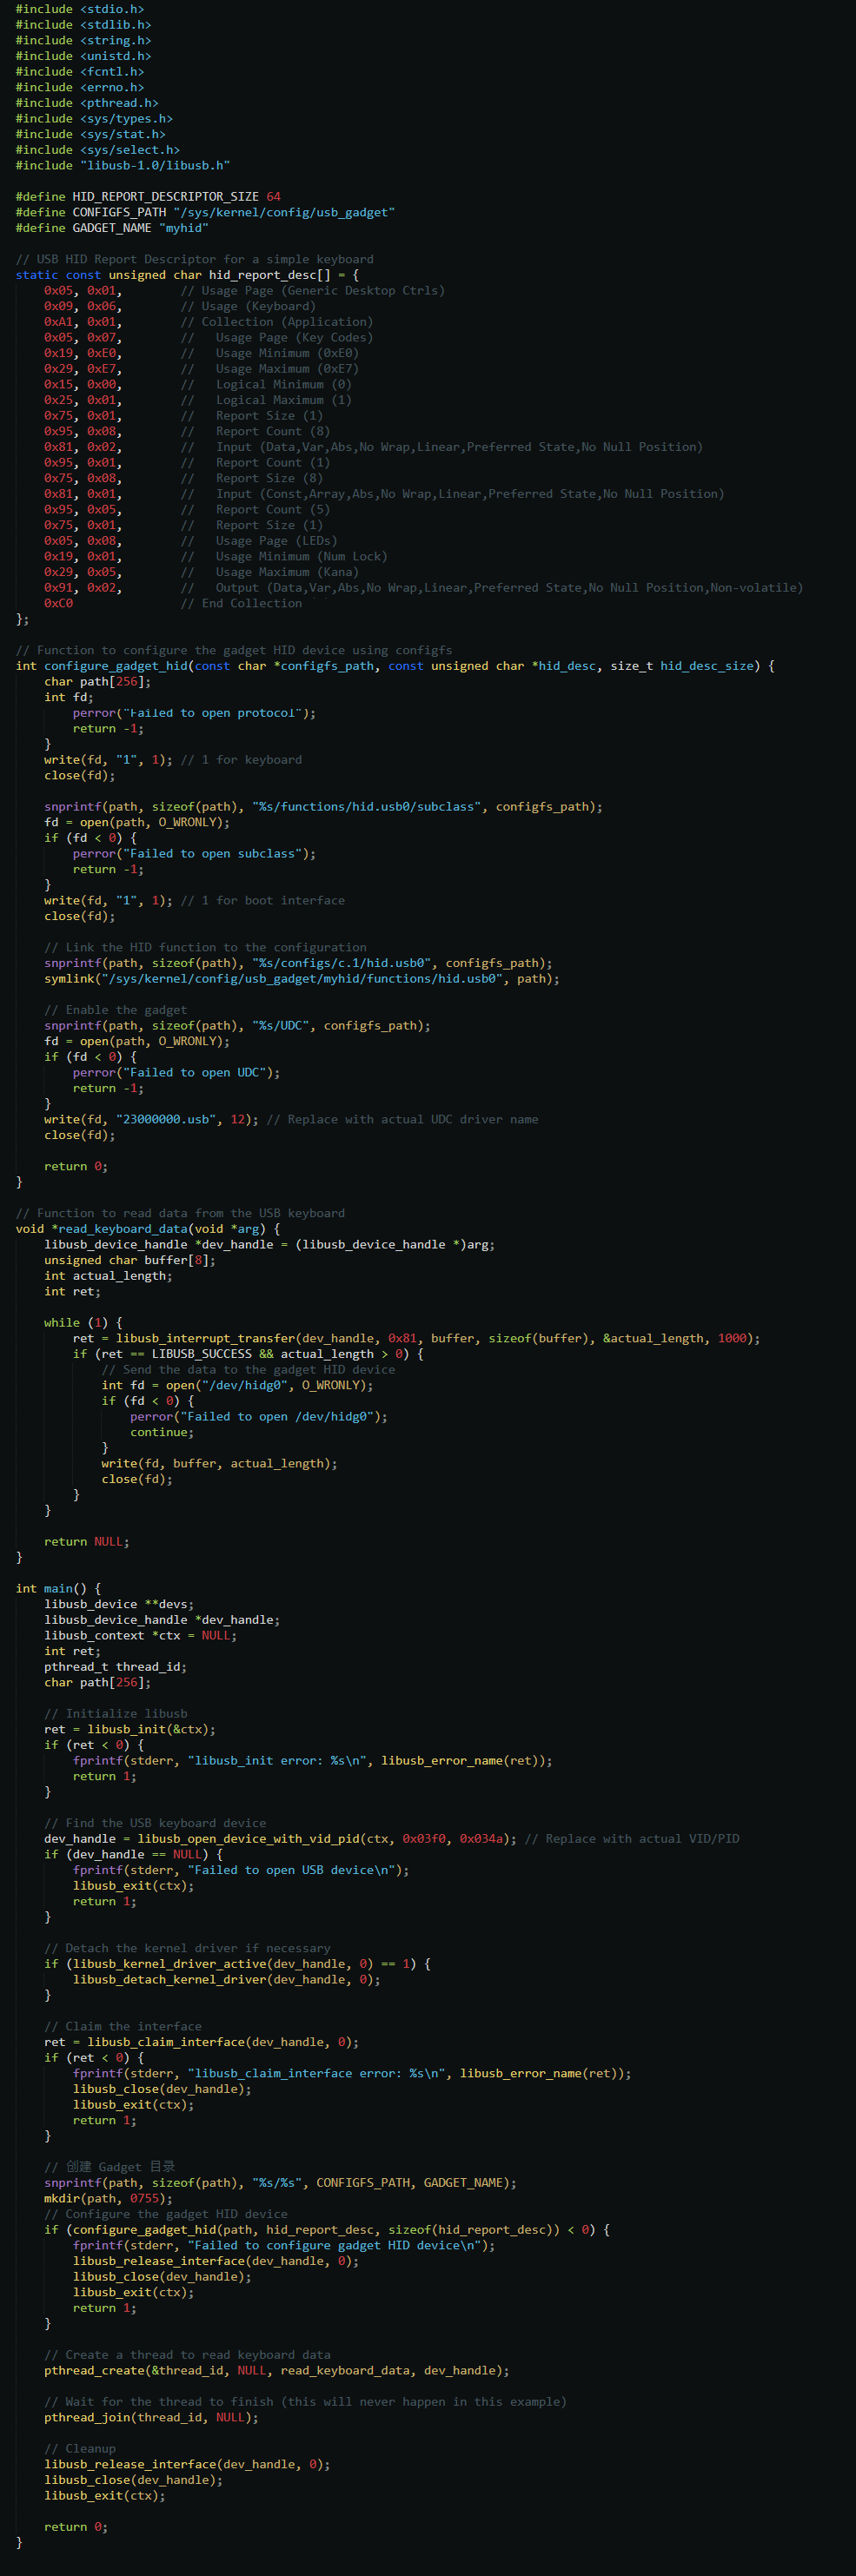 #include <stdio.h>
#include <stdlib.h>
#include <string.h>
#include <unistd.h>
#include <fcntl.h>
#include <errno.h>
#include <pthread.h>
#include <sys/types.h>
#include <sys/stat.h>
#include <sys/select.h>
#include "libusb-1.0/libusb.h"

#define HID_REPORT_DESCRIPTOR_SIZE 64
#define CONFIGFS_PATH "/sys/kernel/config/usb_gadget"
#define GADGET_NAME "myhid"

// USB HID Report Descriptor for a simple keyboard
static const unsigned char hid_report_desc[] = {
    0x05, 0x01,        // Usage Page (Generic Desktop Ctrls)
    0x09, 0x06,        // Usage (Keyboard)
    0xA1, 0x01,        // Collection (Application)
    0x05, 0x07,        //   Usage Page (Key Codes)
    0x19, 0xE0,        //   Usage Minimum (0xE0)
    0x29, 0xE7,        //   Usage Maximum (0xE7)
    0x15, 0x00,        //   Logical Minimum (0)
    0x25, 0x01,        //   Logical Maximum (1)
    0x75, 0x01,        //   Report Size (1)
    0x95, 0x08,        //   Report Count (8)
    0x81, 0x02,        //   Input (Data,Var,Abs,No Wrap,Linear,Preferred State,No Null Position)
    0x95, 0x01,        //   Report Count (1)
    0x75, 0x08,        //   Report Size (8)
    0x81, 0x01,        //   Input (Const,Array,Abs,No Wrap,Linear,Preferred State,No Null Position)
    0x95, 0x05,        //   Report Count (5)
    0x75, 0x01,        //   Report Size (1)
    0x05, 0x08,        //   Usage Page (LEDs)
    0x19, 0x01,        //   Usage Minimum (Num Lock)
    0x29, 0x05,        //   Usage Maximum (Kana)
    0x91, 0x02,        //   Output (Data,Var,Abs,No Wrap,Linear,Preferred State,No Null Position,Non-volatile)
    0xC0               // End Collection
};

// Function to configure the gadget HID device using configfs
int configure_gadget_hid(const char *configfs_path, const unsigned char *hid_desc, size_t hid_desc_size) {
    char path[256];
    int fd;
        perror("Failed to open protocol");
        return -1;
    }
    write(fd, "1", 1); // 1 for keyboard
    close(fd);

    snprintf(path, sizeof(path), "%s/functions/hid.usb0/subclass", configfs_path);
    fd = open(path, O_WRONLY);
    if (fd < 0) {
        perror("Failed to open subclass");
        return -1;
    }
    write(fd, "1", 1); // 1 for boot interface
    close(fd);

    // Link the HID function to the configuration
    snprintf(path, sizeof(path), "%s/configs/c.1/hid.usb0", configfs_path);
    symlink("/sys/kernel/config/usb_gadget/myhid/functions/hid.usb0", path);

    // Enable the gadget
    snprintf(path, sizeof(path), "%s/UDC", configfs_path);
    fd = open(path, O_WRONLY);
    if (fd < 0) {
        perror("Failed to open UDC");
        return -1;
    }
    write(fd, "23000000.usb", 12); // Replace with actual UDC driver name
    close(fd);

    return 0;
}

// Function to read data from the USB keyboard
void *read_keyboard_data(void *arg) {
    libusb_device_handle *dev_handle = (libusb_device_handle *)arg;
    unsigned char buffer[8];
    int actual_length;
    int ret;

    while (1) {
        ret = libusb_interrupt_transfer(dev_handle, 0x81, buffer, sizeof(buffer), &actual_length, 1000);
        if (ret == LIBUSB_SUCCESS && actual_length > 0) {
            // Send the data to the gadget HID device
            int fd = open("/dev/hidg0", O_WRONLY);
            if (fd < 0) {
                perror("Failed to open /dev/hidg0");
                continue;
            }
            write(fd, buffer, actual_length);
            close(fd);
        }
    }

    return NULL;
}

int main() {
    libusb_device **devs;
    libusb_device_handle *dev_handle;
    libusb_context *ctx = NULL;
    int ret;
    pthread_t thread_id;
    char path[256];

    // Initialize libusb
    ret = libusb_init(&ctx);
    if (ret < 0) {
        fprintf(stderr, "libusb_init error: %s\n", libusb_error_name(ret));
        return 1;
    }

    // Find the USB keyboard device
    dev_handle = libusb_open_device_with_vid_pid(ctx, 0x03f0, 0x034a); // Replace with actual VID/PID
    if (dev_handle == NULL) {
        fprintf(stderr, "Failed to open USB device\n");
        libusb_exit(ctx);
        return 1;
    }

    // Detach the kernel driver if necessary
    if (libusb_kernel_driver_active(dev_handle, 0) == 1) {
        libusb_detach_kernel_driver(dev_handle, 0);
    }

    // Claim the interface
    ret = libusb_claim_interface(dev_handle, 0);
    if (ret < 0) {
        fprintf(stderr, "libusb_claim_interface error: %s\n", libusb_error_name(ret));
        libusb_close(dev_handle);
        libusb_exit(ctx);
        return 1;
    }

    // 创建 Gadget 目录
    snprintf(path, sizeof(path), "%s/%s", CONFIGFS_PATH, GADGET_NAME);
    mkdir(path, 0755);
    // Configure the gadget HID device
    if (configure_gadget_hid(path, hid_report_desc, sizeof(hid_report_desc)) < 0) {
        fprintf(stderr, "Failed to configure gadget HID device\n");
        libusb_release_interface(dev_handle, 0);
        libusb_close(dev_handle);
        libusb_exit(ctx);
        return 1;
    }

    // Create a thread to read keyboard data
    pthread_create(&thread_id, NULL, read_keyboard_data, dev_handle);

    // Wait for the thread to finish (this will never happen in this example)
    pthread_join(thread_id, NULL);

    // Cleanup
    libusb_release_interface(dev_handle, 0);
    libusb_close(dev_handle);
    libusb_exit(ctx);

    return 0;
}